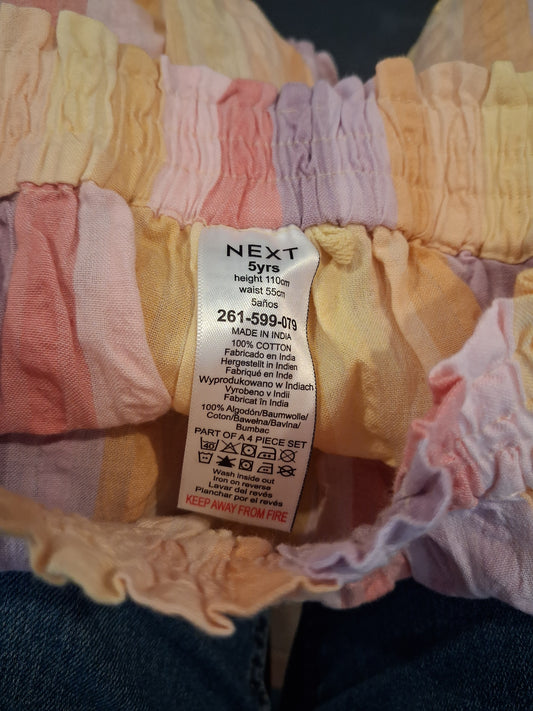 NEXT
5yrs
height 110cm
waist 55cm
5años
261-599-079
MADE IN INDIA
100% COTTON
Fabricado en India
Hergestellt in Indien
Fabriqué en Inde
Wyprodukowano w Indiach
Vyrobeno v Indii
Fabricat în India
100% Algodón/Baumwolle/
Coton/Bawełna/Bavlna/
Bumbac
PART OF A 4 PIECE SET
40
Wash inside out
Iron on reverse
Lavar del revés
Planchar por el revés
KEEP AWAY FROM FIRE